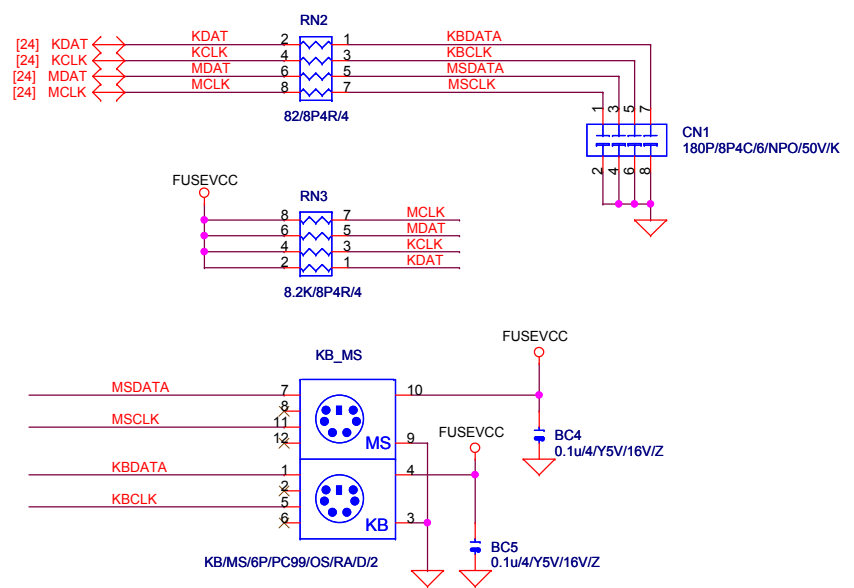 RN2
[24] KDAT KDAT 2 1 KBDATA
[24] KCLK KCLK 4 3 KBCLK
[24] MDAT MDAT 6 5 MSDATA
[24] MCLK MCLK 8 7 MSCLK
82/8P4R/4
1 3 5 7
CN1
180P/8P4C/6/NPO/50V/K
2 4 6 8
FUSEVCC
RN3
8 7 MCLK
6 5 MDAT
4 3 KCLK
2 1 KDAT
8.2K/8P4R/4
KB_MS
FUSEVCC
MSDATA 7 10
8
MSCLK 11
12 MS 9
FUSEVCC
BC4
0.1u/4/Y5V/16V/Z
KBDATA 1 4
2
KBCLK 5
6 KB 3
KB/MS/6P/PC99/OS/RA/D/2
BC5
0.1u/4/Y5V/16V/Z